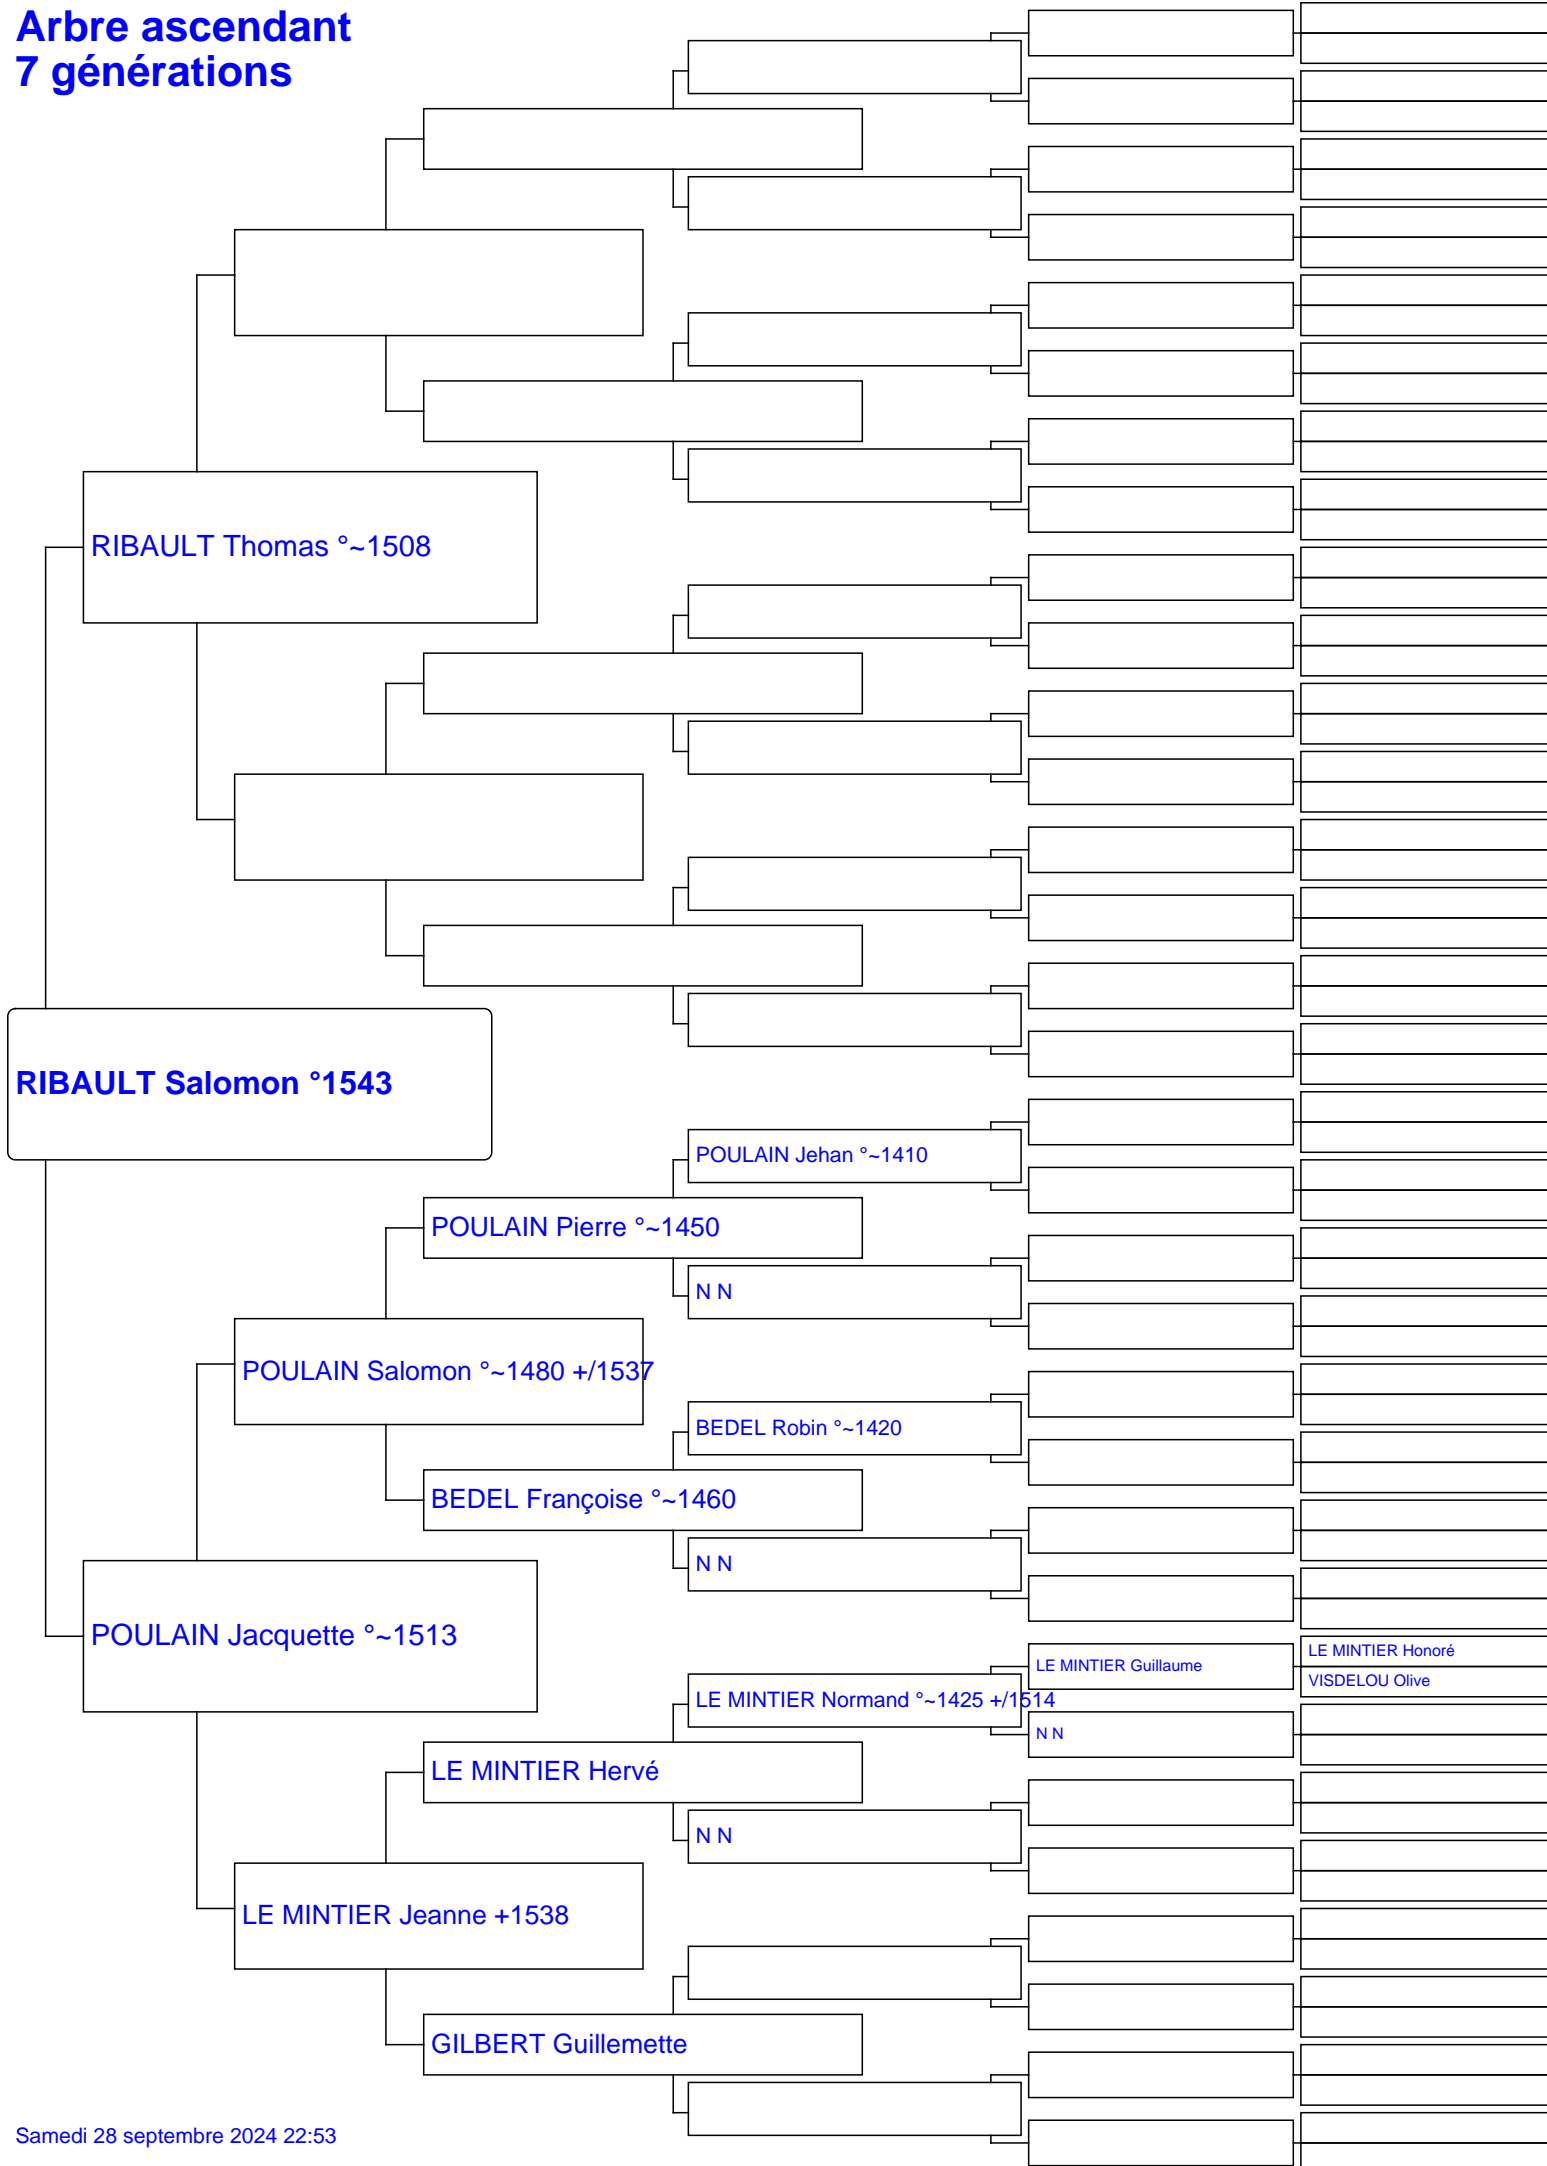 Arbre ascendant
7 générations
RIBAULT Thomas °~1508
RIBAULT Salomon °1543
POULAIN Jehan °~1410
POULAIN Pierre °~1450
N N
POULAIN Salomon °~1480 +/1537
BEDEL Robin °~1420
BEDEL Françoise °~1460
N N
POULAIN Jacquette °~1513
LE MINTIER Honoré
LE MINTIER Guillaume
VISDELOU Olive
LE MINTIER Normand °~1425 +/1514
N N
LE MINTIER Hervé
N N
LE MINTIER Jeanne +1538
GILBERT Guillemette
Samedi 28 septembre 2024 22:53